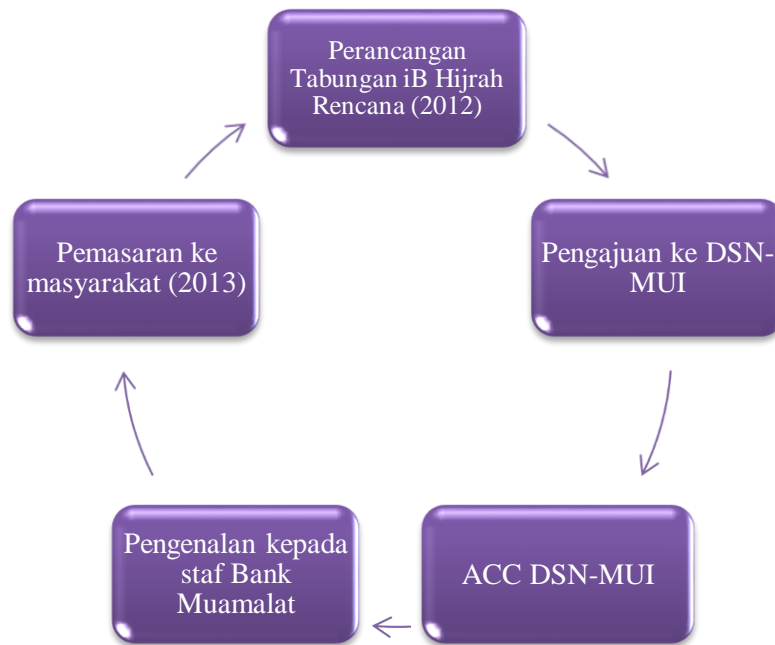 Perancangan
Tabungan iB Hijrah
Rencana (2012)
Pengajuan ke DSN-
MUI
ACC DSN-MUI
Pengenalan kepada
staf Bank
Muamalat
Pemasaran ke
masyarakat (2013)